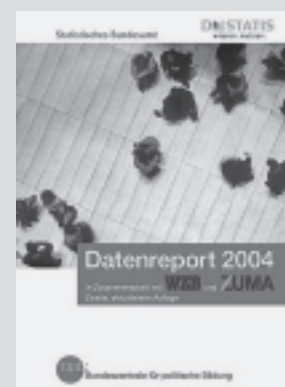 Statistisches Bundesamt
DESTATIS
Datenreport 2004
in Zusammenarbeit mit WZB und ZUMA
Zweite, aktualisierte Auflage
Bundeszentrale für politische Bildung